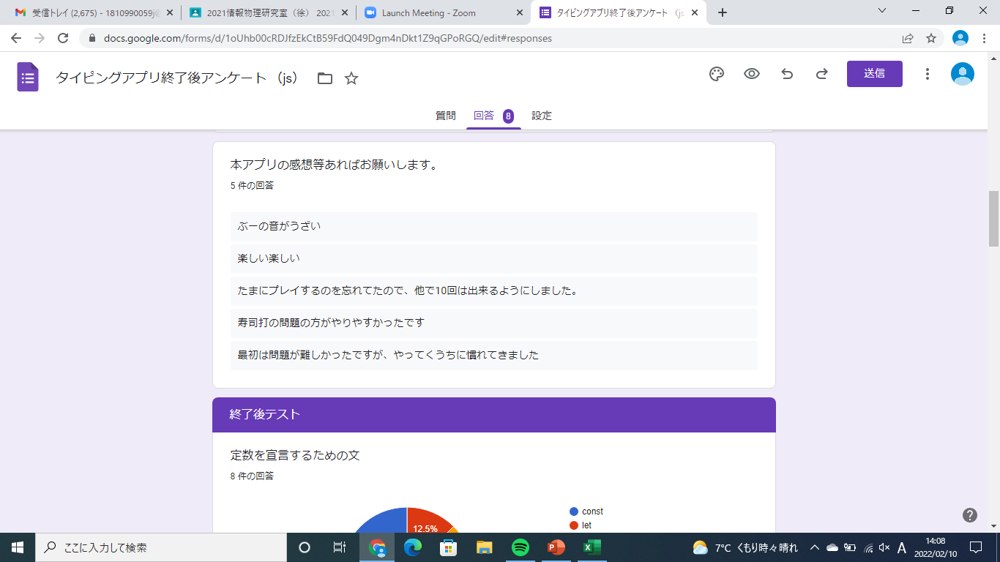 受信トレイ (2,675) - 1810990059j@
2021情報物理研究室（徐） 2021
Launch Meeting - Zoom
タイピングアプリ終了後アンケート （js
docs.google.com/forms/d/1oUhb00cRDJfzEkCtB59FdQ049Dgm4nDkt1Z9qGPoRGQ/edit#responses
タイピングアプリ終了後アンケート （js）
送信
質問 回答 8 設定
本アプリの感想等あればお願いします。
5 件の回答
ぶーの音がうざい
楽しい楽しい
たまにプレイするのを忘れてたので、他で10回は出来るようにしました。
寿司打の問題の方がやりやすかったです
最初は問題が難しかったですが、やってくうちに慣れてきました
終了後テスト
定数を宣言するための文
8 件の回答
12.5%
const
let
ここに入力して検索
7°C くもり時々晴れ
A
14:08
2022/02/10